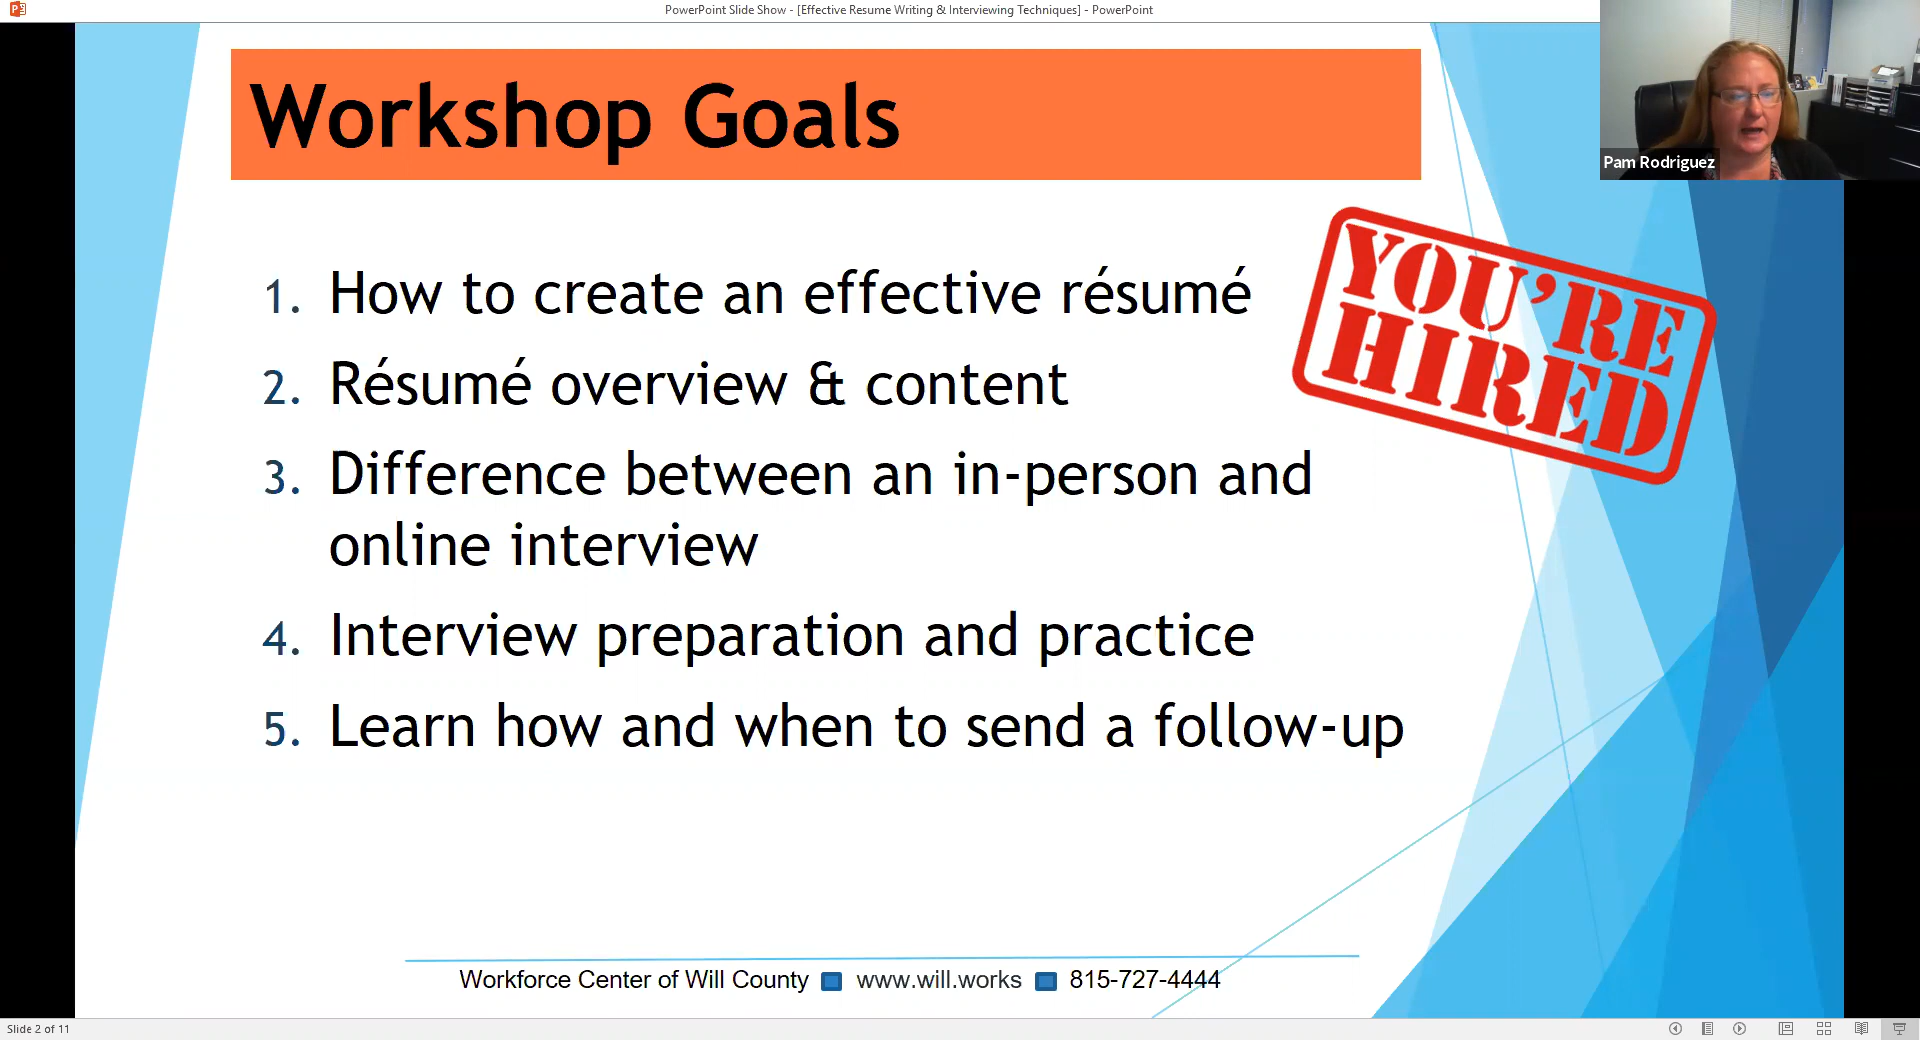 PowerPoint Slide Show - [Effective Resume Writing & Interviewing Techniques] - PowerPoint
Workshop Goals
Pam Rodriguez
1. How to create an effective résumé
2. Résumé overview & content
3. Difference between an in-person and
online interview
4. Interview preparation and practice
5. Learn how and when to send a follow-up
YOU'RE
HIRED
Workforce Center of Will County www.will.works 815-727-4444
Slide 2 of 11